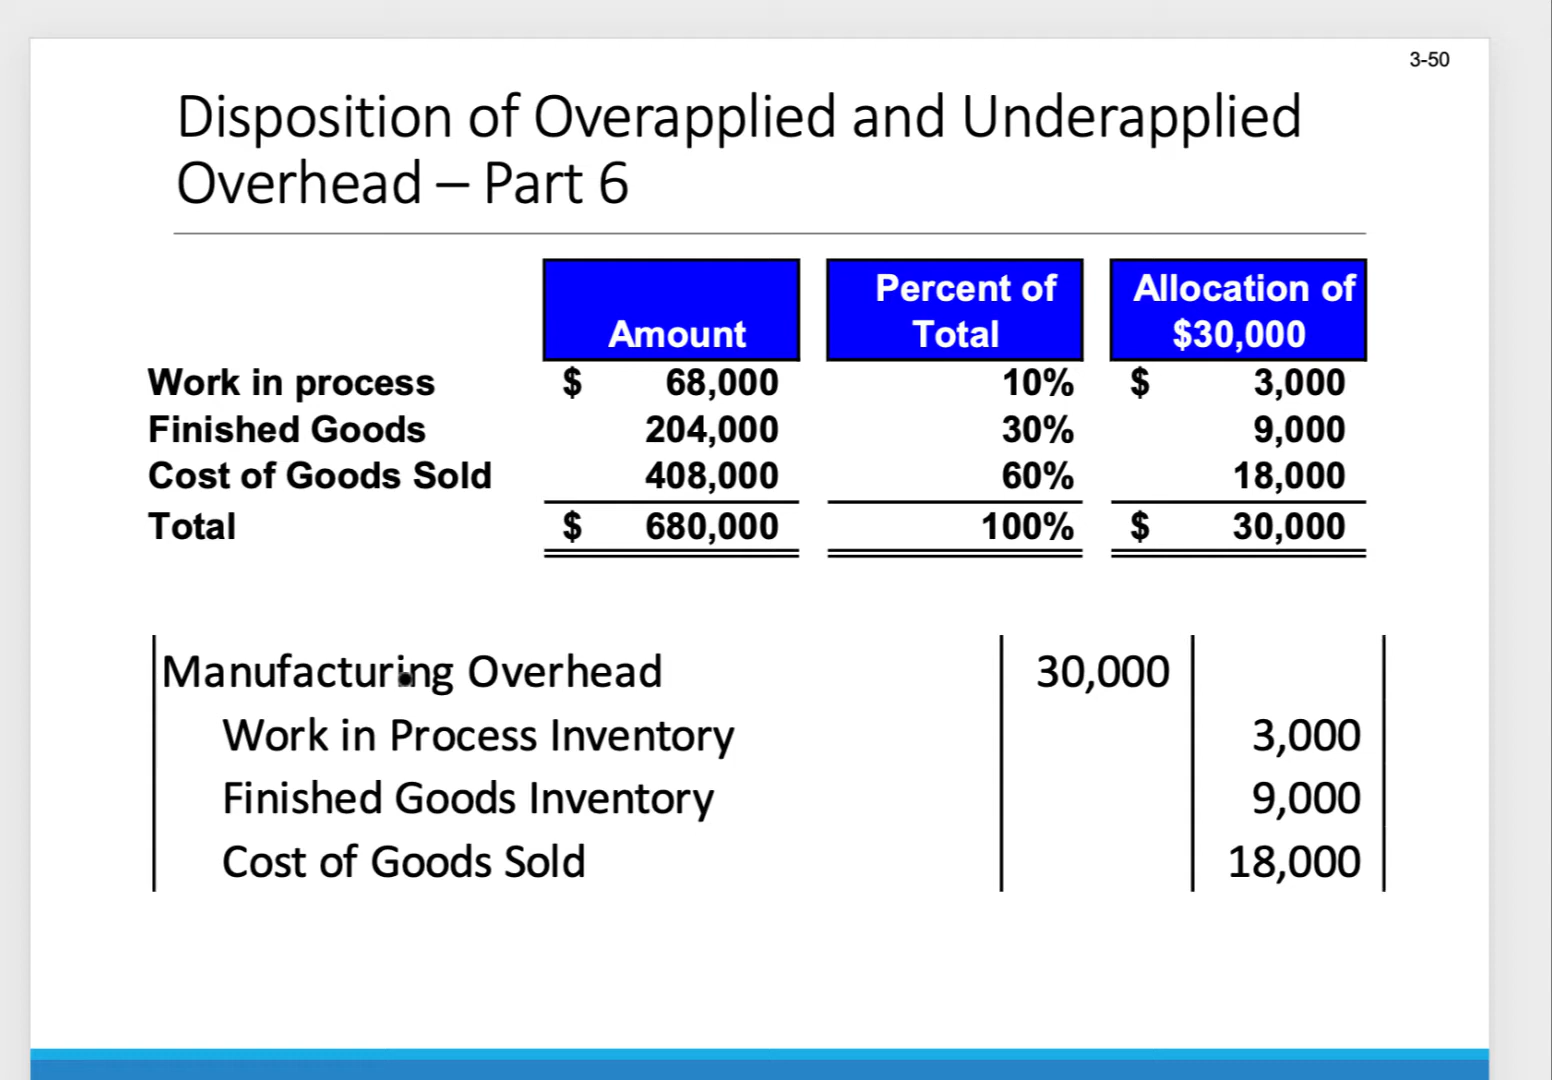 3-50
Disposition of Overapplied and Underapplied
Overhead – Part 6
Amount Percent of Total Allocation of $30,000
Work in process $ 68,000 10% $ 3,000
Finished Goods 204,000 30% 9,000
Cost of Goods Sold 408,000 60% 18,000
Total $ 680,000 100% $ 30,000
Manufacturing Overhead 30,000
Work in Process Inventory 3,000
Finished Goods Inventory 9,000
Cost of Goods Sold 18,000